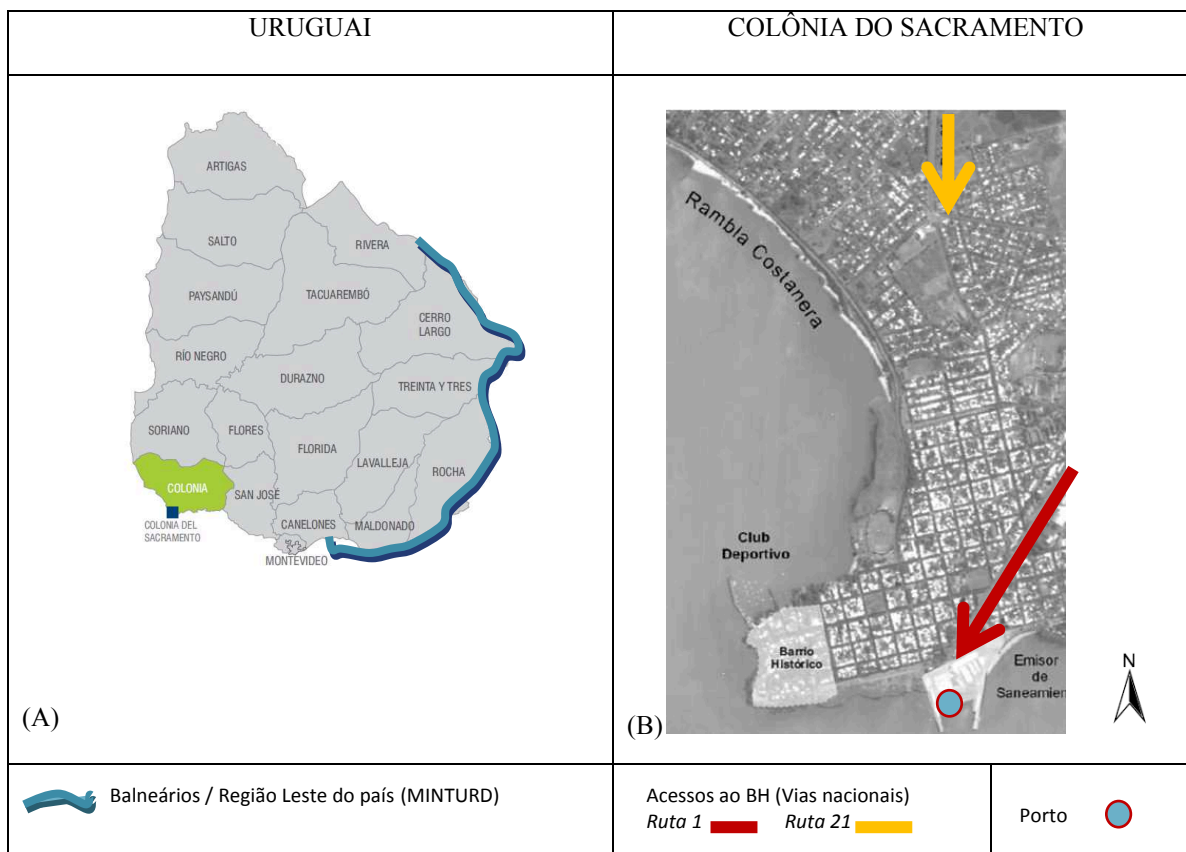 URUGUAI
COLÔNIA DO SACRAMENTO
ARTIGAS
SALTO
RIVERA
PAYSANDÚ
TACUAREMBÓ
CERRO
LARGO
RÍO NEGRO
DURAZNO
TREINTA Y TRES
SORIANO
FLORES
FLORIDA
LAVALLEJA
ROCHA
COLONIA
SAN JOSÉ
CANELONES
MALDONADO
COLONIA DEL
SACRAMENTO
MONTEVIDEO
(A)
Rambla Costanera
Club
Deportivo
Barrio
Histórico
Emisor
de
Saneamien
N
(B)
Balneários / Região Leste do país (MINTURD)
Acessos ao BH (Vias nacionais)
Ruta 1 Ruta 21
Porto